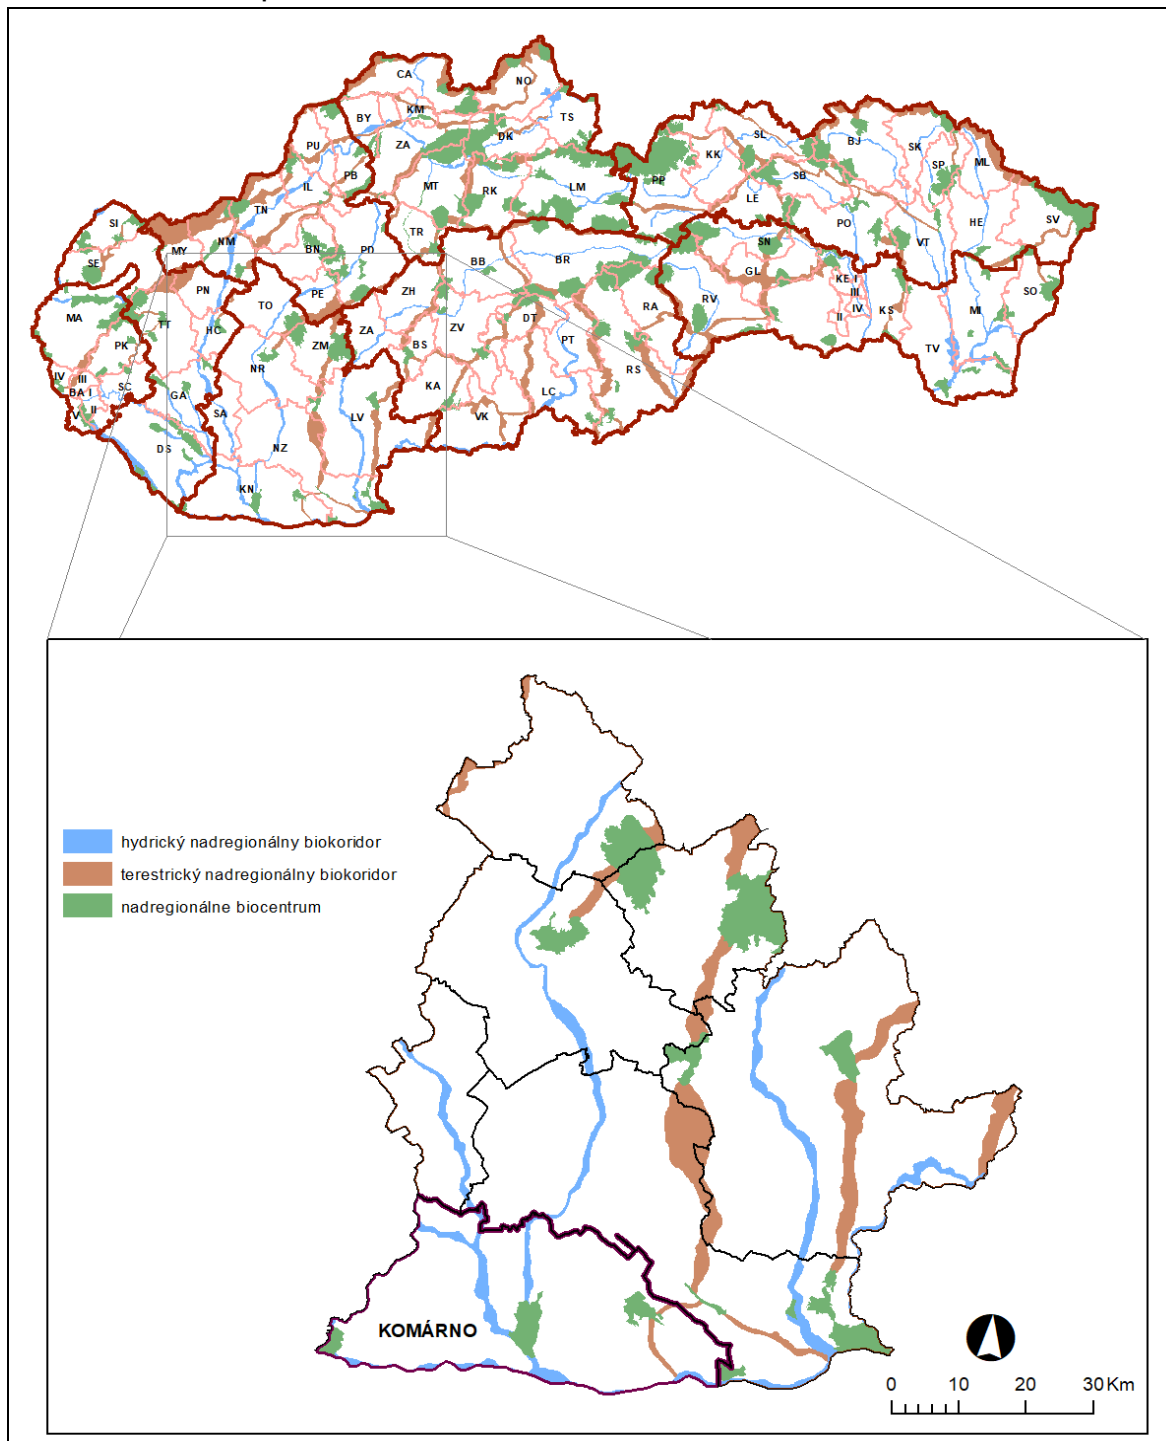 CA
NO
KM
BY
TS
DK
SL
BJ
SK
PU
ZA
KK
SP
ML
PB
PP
SB
IL
MT
RK
LM
LE
TN
SI
TR
PO
HE
SV
NM
VT
MY
BN
PD
SN
SE
BB
BR
GL
KE I
PN
ZH
III
SO
PE
TO
RV
RA
IV
KS
MI
MA
TT
HC
ZA
ZV
DT
II
PK
ZM
BS
PT
TV
NR
RS
IV
III
SC
KA
BA I
GA
LC
V
II
SA
LV
VK
DS
NZ
KN
hydrický nadregionálny biokoridor
terestrický nadregionálny biokoridor
nadregionálne biocentrum
KOMÁRNO
0 10 20 30 Km